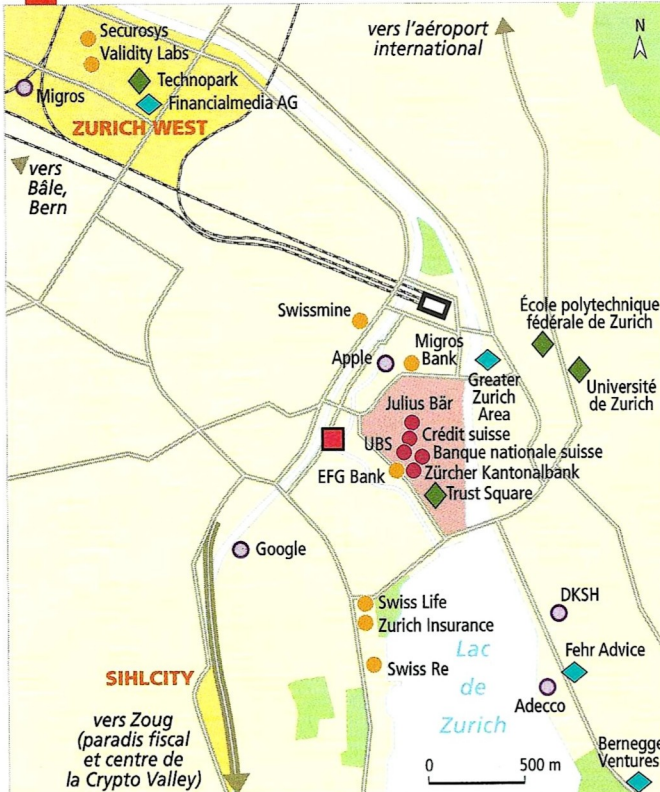 Securosys
Validity Labs
Technopark
Migros
Financialmedia AG
ZURICH WEST
vers
Bâle,
Bern
vers l'aéroport
international
N
Swissmine
Apple
Migros
Bank
Greater
Zurich
Area
École polytechnique
fédérale de Zurich
Université
de Zurich
Julius Bär
Crédit suisse
UBS
Banque nationale suisse
EFG Bank
Zürcher Kantonalbank
Trust Square
Google
Swiss Life
Zurich Insurance
Swiss Re
DKSH
Fehr Advice
Adecco
Lac
de
Zurich
SIHLCITY
vers Zoug
(paradis fiscal
et centre de
la Crypto Valley)
0
500 m
Bernegge
Ventures